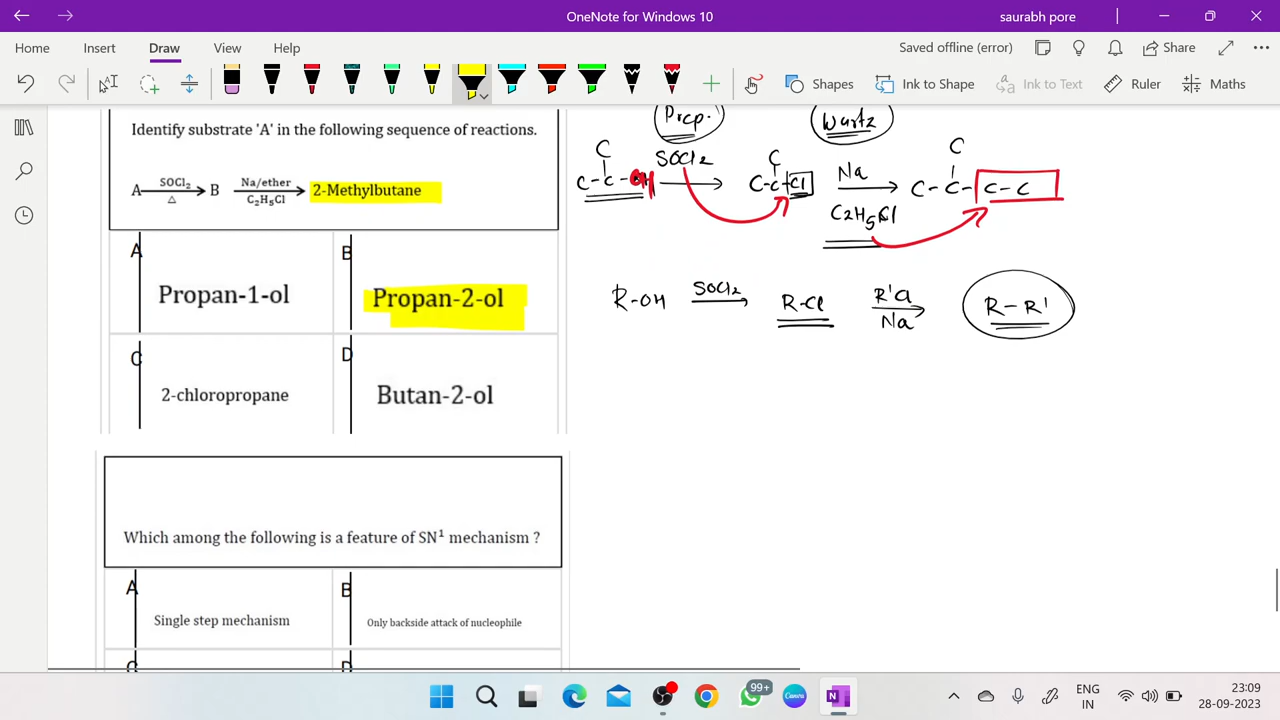 OneNote for Windows 10
saurabh pore
Home Insert Draw View Help
Saved offline (error)
Share
Shapes Ink to Shape Ink to Text Ruler Maths
Identify substrate 'A' in the following sequence of reactions.
A SOCl₂ △ B Na/ether C₂H₅Cl 2-Methylbutane
A
Propan-1-ol
B
Propan-2-ol
C
2-chloropropane
D
Butan-2-ol
Prep. Wurtz
C C C
C-C-OH SOCl2 C-C-Cl Na C2H5Cl C-C-C-C
R-OH SOCl2 R-Cl R'Cl Na R-R'
Which among the following is a feature of SN¹ mechanism ?
A
Single step mechanism
B
Only backside attack of nucleophile
C
D
99+
ENG
IN
23:09
28-09-2023